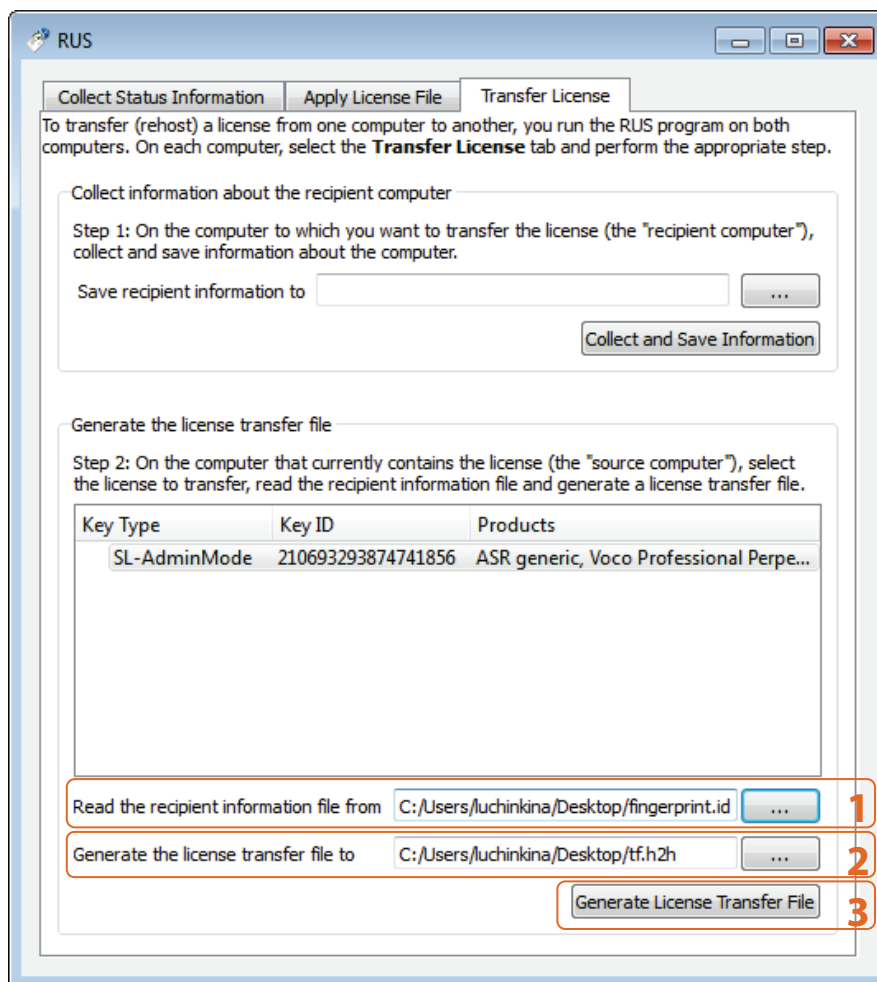 RUS
Collect Status Information
Apply License File
Transfer License
To transfer (rehost) a license from one computer to another, you run the RUS program on both
computers. On each computer, select the Transfer License tab and perform the appropriate step.
Collect information about the recipient computer
Step 1: On the computer to which you want to transfer the license (the "recipient computer"),
collect and save information about the computer.
Save recipient information to
...
Collect and Save Information
Generate the license transfer file
Step 2: On the computer that currently contains the license (the "source computer"), select
the license to transfer, read the recipient information file and generate a license transfer file.
Key Type Key ID Products
SL-AdminMode 210693293874741856 ASR generic, Voco Professional Perpe...
Read the recipient information file from C:/Users/luchinkina/Desktop/fingerprint.id ... 1
Generate the license transfer file to C:/Users/luchinkina/Desktop/tf.h2h ... 2
Generate License Transfer File 3